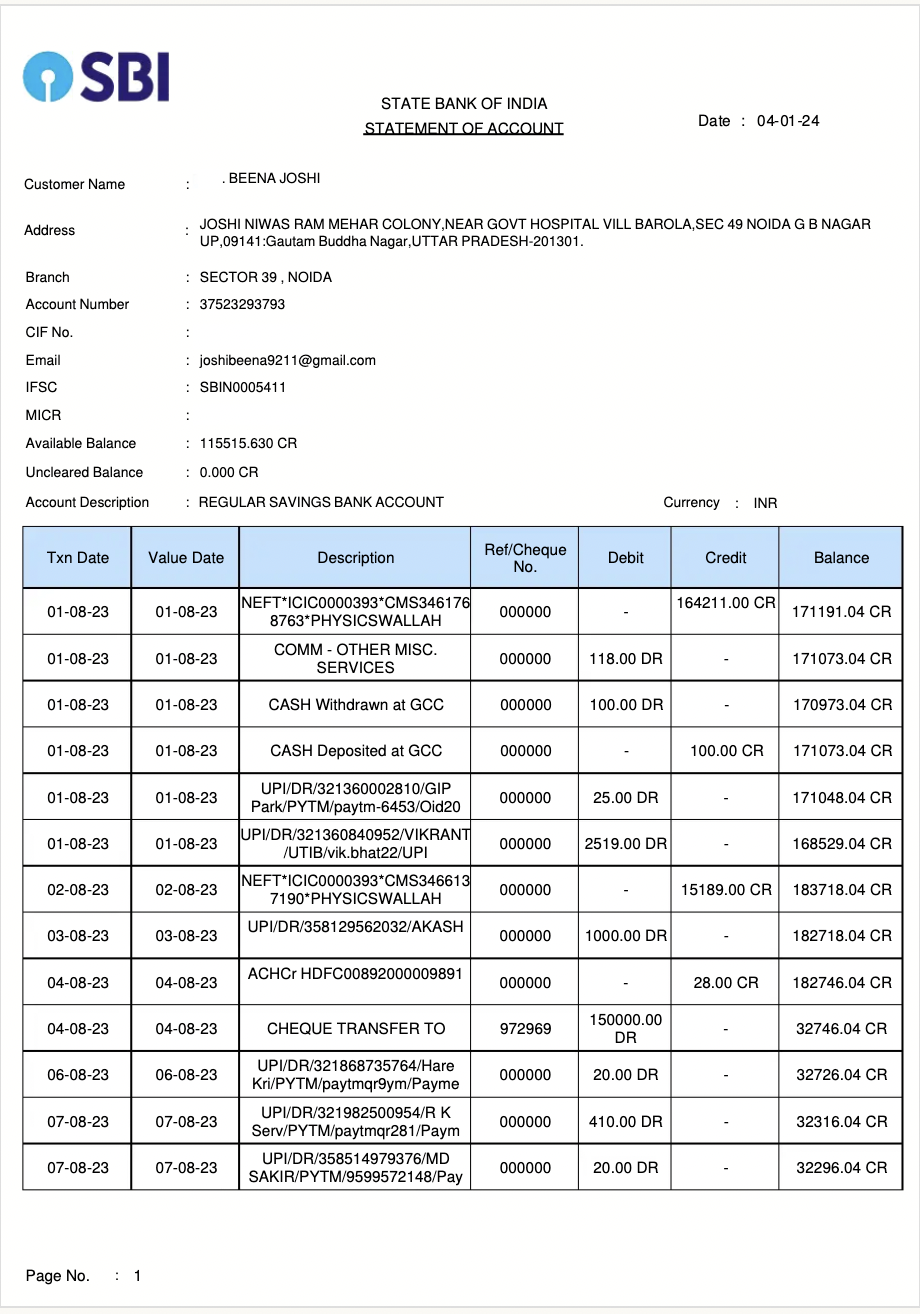 SBI
STATE BANK OF INDIA
STATEMENT OF ACCOUNT
Date : 04-01-24
Customer Name : . BEENA JOSHI
Address : JOSHI NIWAS RAM MEHAR COLONY,NEAR GOVT HOSPITAL VILL BAROLA,SEC 49 NOIDA G B NAGAR
UP,09141:Gautam Buddha Nagar,UTTAR PRADESH-201301.
Branch : SECTOR 39 , NOIDA
Account Number : 37523293793
CIF No. :
Email : joshibeena9211@gmail.com
IFSC : SBIN0005411
MICR :
Available Balance : 115515.630 CR
Uncleared Balance : 0.000 CR
Account Description : REGULAR SAVINGS BANK ACCOUNT Currency : INR
Txn Date Value Date Description Ref/Cheque No. Debit Credit Balance
01-08-23 01-08-23 NEFT*ICIC0000393*CMS346176 8763*PHYSICSWALLAH 000000 - 164211.00 CR 171191.04 CR
01-08-23 01-08-23 COMM - OTHER MISC. SERVICES 000000 118.00 DR - 171073.04 CR
01-08-23 01-08-23 CASH Withdrawn at GCC 000000 100.00 DR - 170973.04 CR
01-08-23 01-08-23 CASH Deposited at GCC 000000 - 100.00 CR 171073.04 CR
01-08-23 01-08-23 UPI/DR/321360002810/GIP Park/PYTM/paytm-6453/Oid20 000000 25.00 DR - 171048.04 CR
01-08-23 01-08-23 UPI/DR/321360840952/VIKRANT /UTIB/vik.bhat22/UPI 000000 2519.00 DR - 168529.04 CR
02-08-23 02-08-23 NEFT*ICIC0000393*CMS346613 7190*PHYSICSWALLAH 000000 - 15189.00 CR 183718.04 CR
03-08-23 03-08-23 UPI/DR/358129562032/AKASH 000000 1000.00 DR - 182718.04 CR
04-08-23 04-08-23 ACHCr HDFC00892000009891 000000 - 28.00 CR 182746.04 CR
04-08-23 04-08-23 CHEQUE TRANSFER TO 972969 150000.00 DR - 32746.04 CR
06-08-23 06-08-23 UPI/DR/321868735764/Hare Kri/PYTM/paytmqr9ym/Payme 000000 20.00 DR - 32726.04 CR
07-08-23 07-08-23 UPI/DR/321982500954/R K Serv/PYTM/paytmqr281/Paym 000000 410.00 DR - 32316.04 CR
07-08-23 07-08-23 UPI/DR/358514979376/MD SAKIR/PYTM/9599572148/Pay 000000 20.00 DR - 32296.04 CR
Page No. : 1